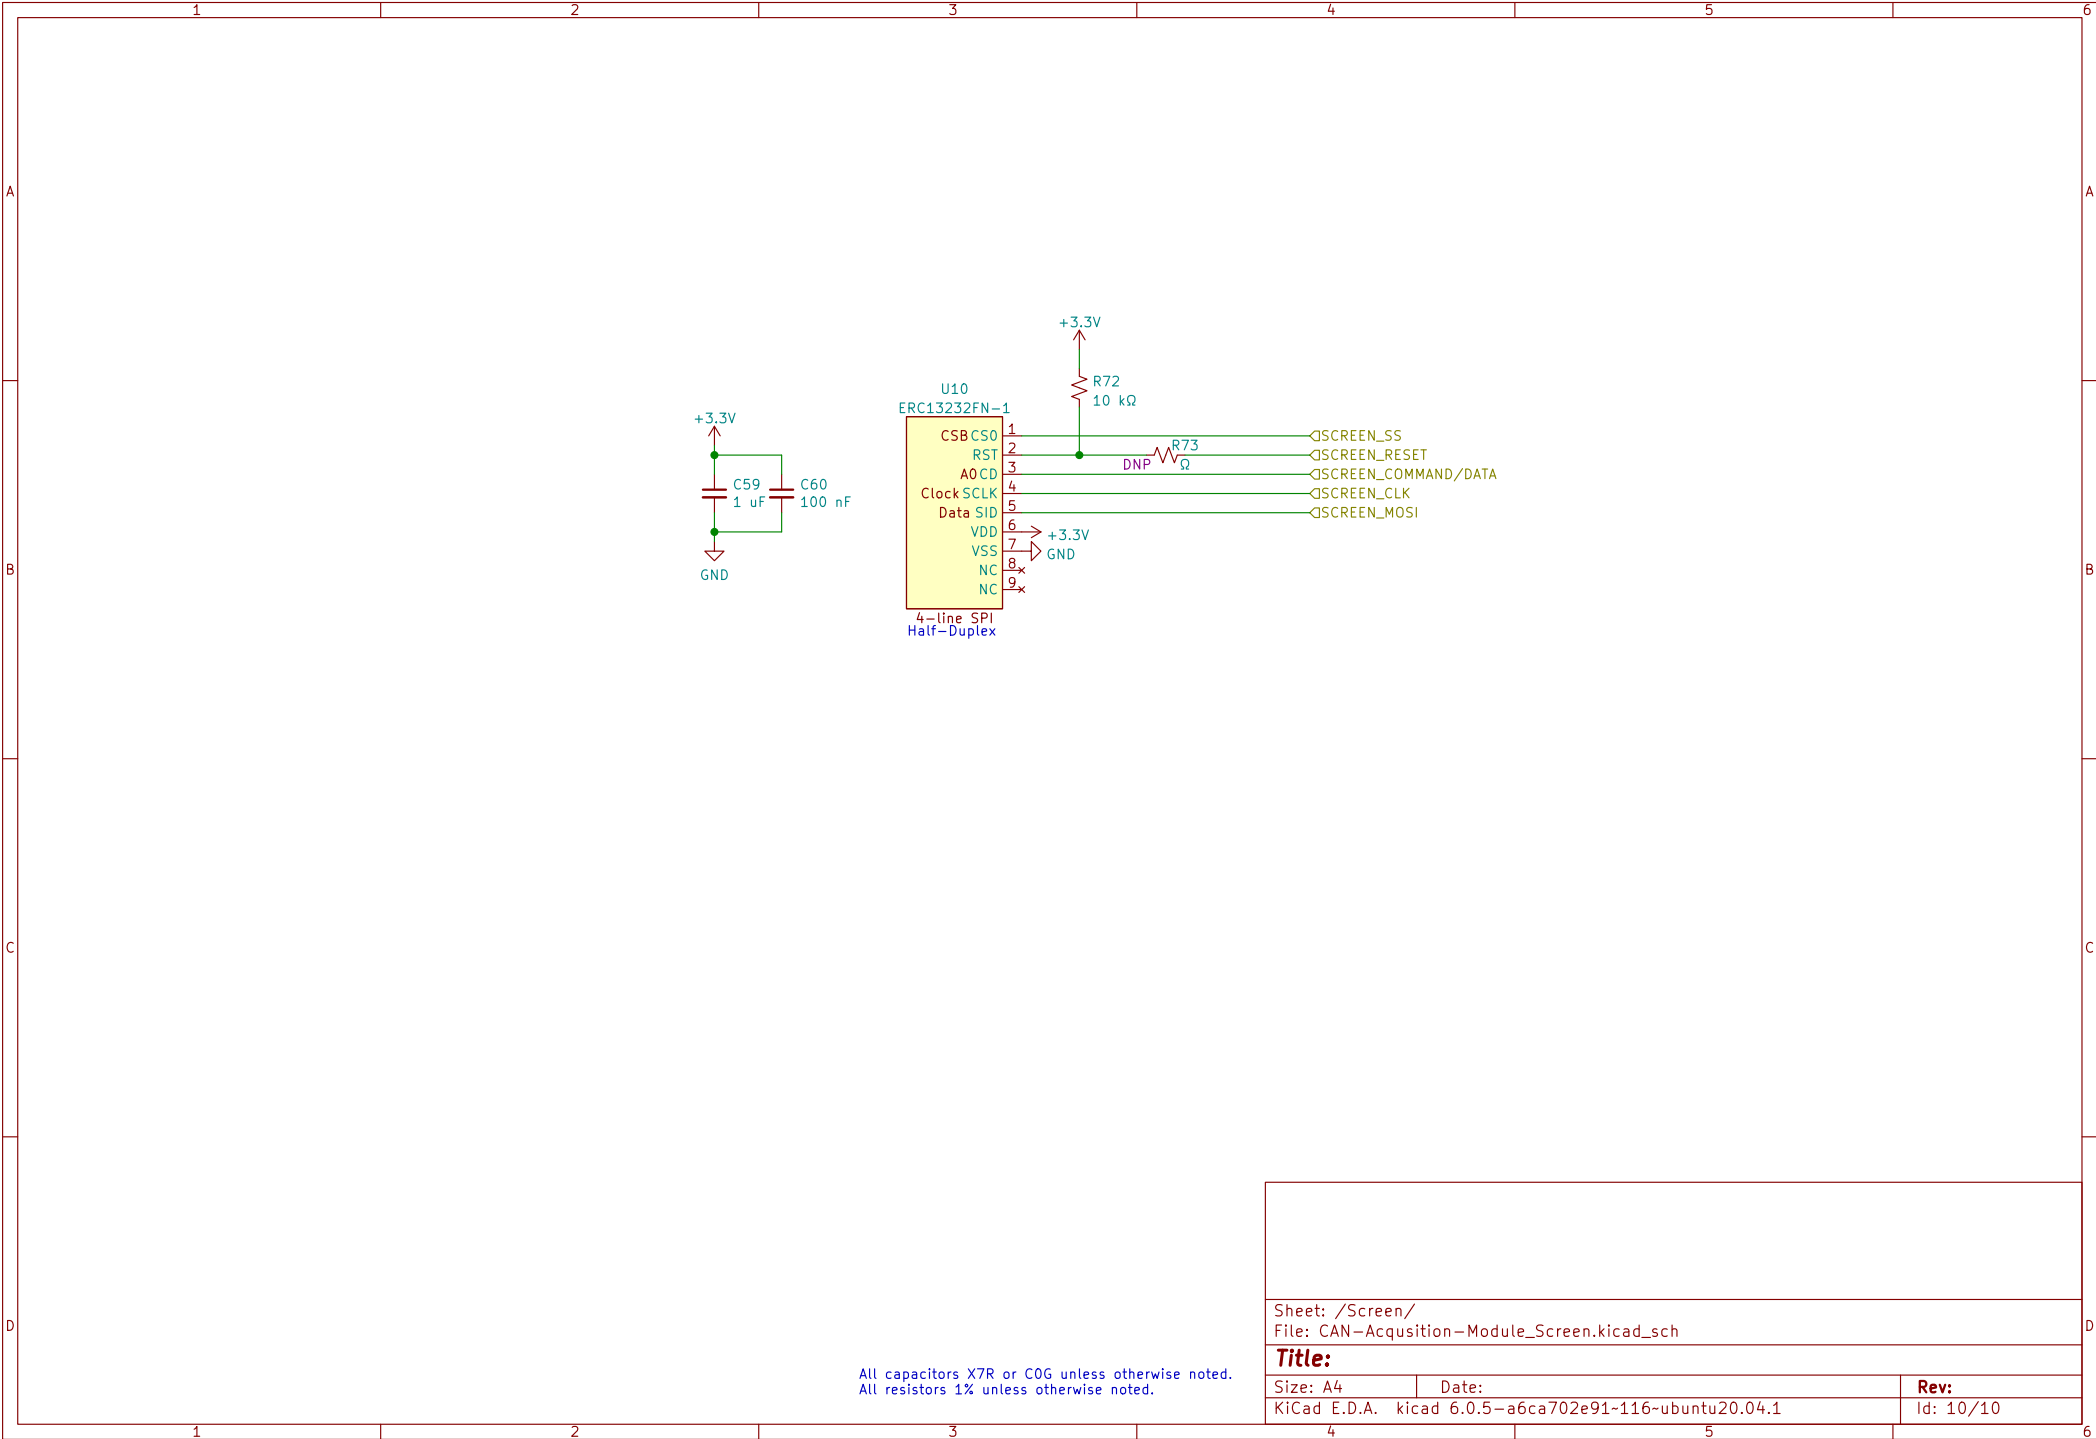 1 2 3 4 5 6
A A
+3.3V
R72
10 kΩ
U10
ERC13232FN-1
+3.3V
C59
1 uF
C60
100 nF
GND
CSB CS0 1
RST 2
A0 CD 3
Clock SCLK 4
Data SID 5
VDD 6
VSS 7
NC 8
NC 9
+3.3V
GND
4-line SPI
Half-Duplex
R73
DNP
Ω
SCREEN_SS
SCREEN_RESET
SCREEN_COMMAND/DATA
SCREEN_CLK
SCREEN_MOSI
B B
C C
D D
All capacitors X7R or C0G unless otherwise noted.
All resistors 1% unless otherwise noted.
Sheet: /Screen/
File: CAN-Acqusition-Module_Screen.kicad_sch
Title:
Size: A4 Date: Rev:
KiCad E.D.A. kicad 6.0.5-a6ca702e91~116~ubuntu20.04.1 Id: 10/10
1 2 3 4 5 6